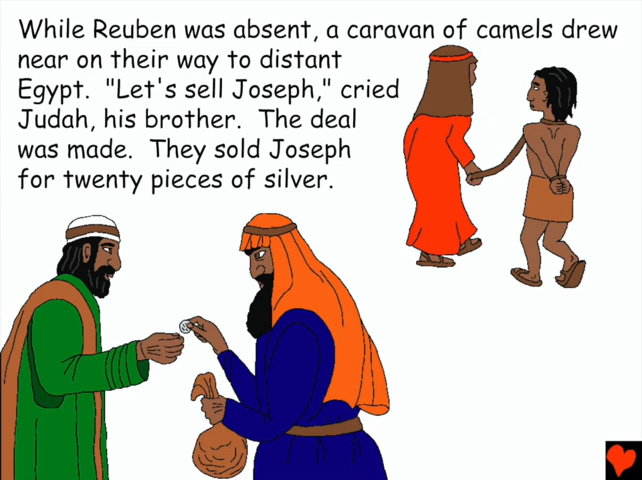 While Reuben was absent, a caravan of camels drew
near on their way to distant
Egypt.  "Let's sell Joseph," cried
Judah, his brother.  The deal
was made.  They sold Joseph
for twenty pieces of silver.